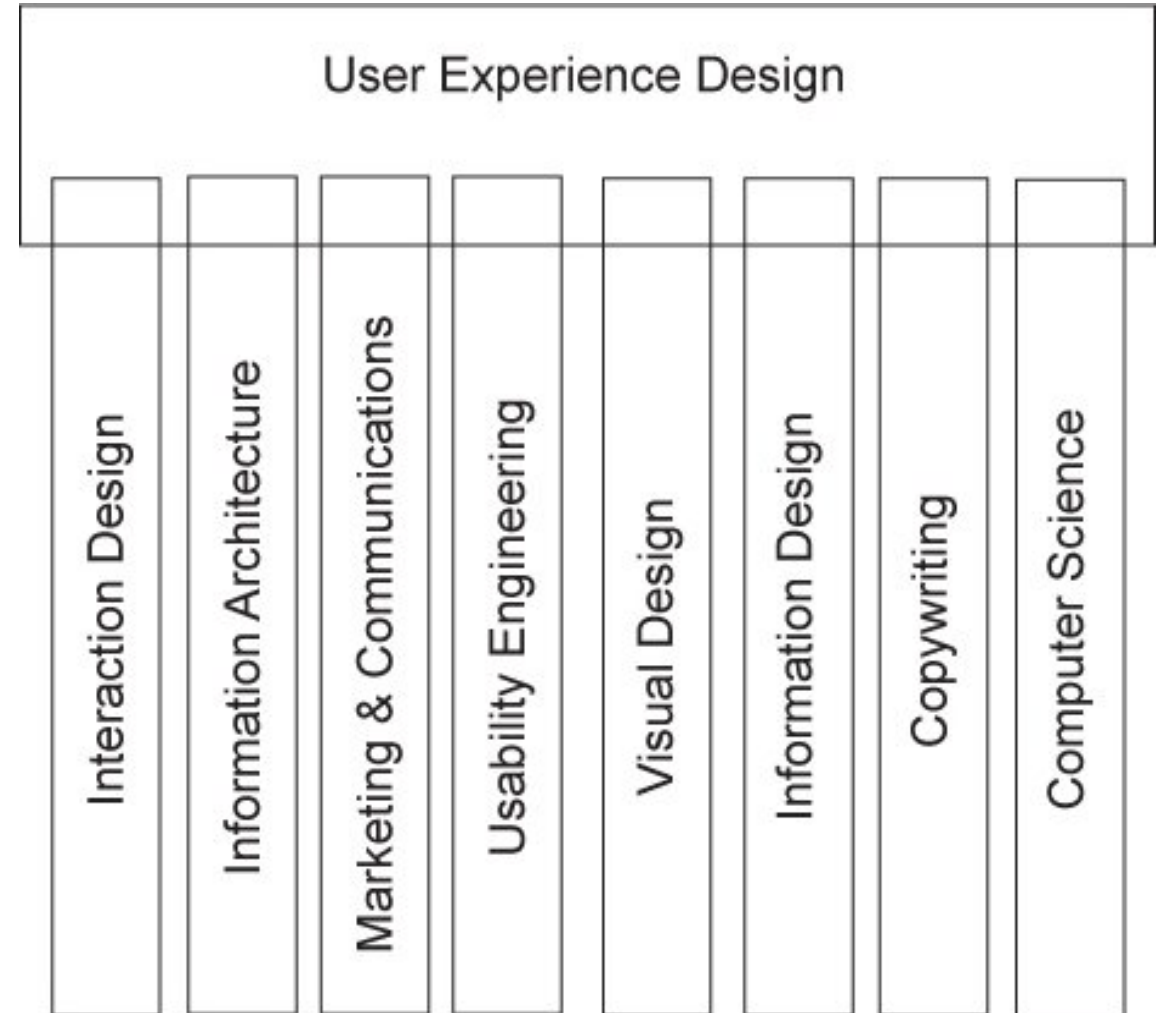 User Experience Design
Interaction Design
Information Architecture
Marketing & Communications
Usability Engineering
Visual Design
Information Design
Copywriting
Computer Science